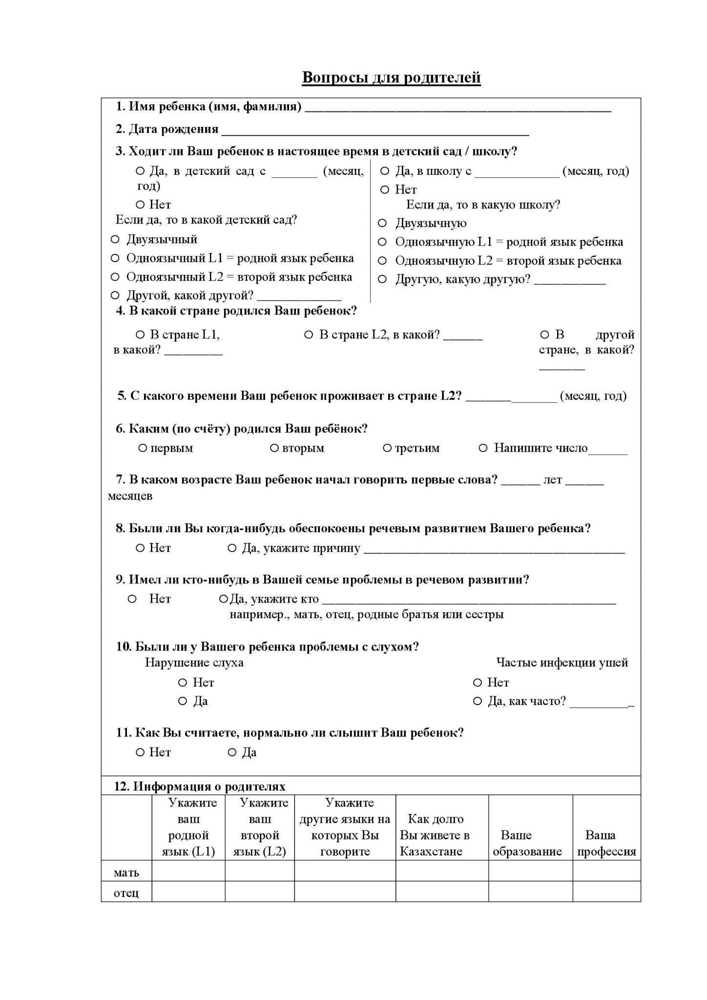 Вопросы для родителей
1. Имя ребенка (имя, фамилия) _______________________________________________
2. Дата рождения _______________________________________________
3. Ходит ли Ваш ребенок в настоящее время в детский сад / школу?
Да, в детский сад с _______ (месяц,
год)
Нет
Если да, то в какой детский сад?
Двуязычный
Одноязычный L1 = родной язык ребенка
Одноязычный L2 = второй язык ребенка
Другой, какой другой? _____________
Да, в школу с _____________ (месяц, год)
Нет
Если да, то в какую школу?
Двуязычную
Одноязычную L1 = родной язык ребенка
Одноязычную L2 = второй язык ребенка
Другую, какую другую? ___________
4. В какой стране родился Ваш ребенок?
В стране L1,
в какой? _________
В стране L2, в какой? ______
В другой
стране, в какой?
_______
5. С какого времени Ваш ребенок проживает в стране L2? ______________ (месяц, год)
6. Каким (по счёту) родился Ваш ребёнок?
первым вторым третьим Напишите число______
7. В каком возрасте Ваш ребенок начал говорить первые слова? ______ лет ______
месяцев
8. Были ли Вы когда-нибудь обеспокоены речевым развитием Вашего ребенка?
Нет Да, укажите причину ________________________________________
9. Имел ли кто-нибудь в Вашей семье проблемы в речевом развитии?
Нет Да, укажите кто _____________________________________________
например., мать, отец, родные братья или сестры
10. Были ли у Вашего ребенка проблемы с слухом?
Нарушение слуха Частые инфекции ушей
Нет Нет
Да Да, как часто? __________
11. Как Вы считаете, нормально ли слышит Ваш ребенок?
Нет Да
12. Информация о родителях
Укажите
ваш
родной
язык (L1)
Укажите
ваш
второй
язык (L2)
Укажите
другие языки на
которых Вы
говорите
Как долго
Вы живете в
Казахстане
Ваше
образование
Ваша
профессия
мать
отец